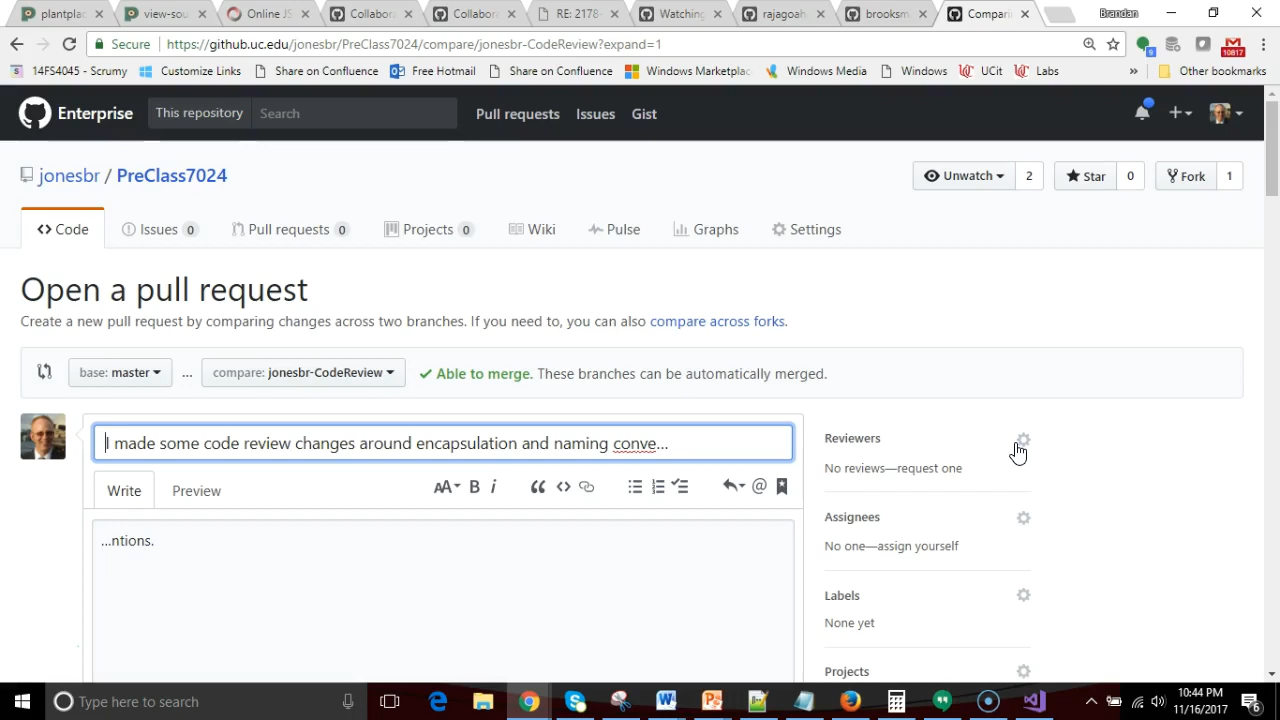 plantplac
view-sou
Online JS
Collabora
Collabora
RE: 2178-
Watching
rajagoah
brooksm
Compari
Brandan
Secure
https://github.uc.edu/jonesbr/PreClass7024/compare/jonesbr-CodeReview?expand=1
9
10817
14FS4045 - Scrumy
Customize Links
Share on Confluence
Free Hotmail
Share on Confluence
Windows Marketplac
Windows Media
Windows
UCit
Labs
»
Other bookmarks
Enterprise
This repository
Search
Pull requests
Issues
Gist
jonesbr / PreClass7024
Unwatch 2
Star 0
Fork 1
<> Code
Issues 0
Pull requests 0
Projects 0
Wiki
Pulse
Graphs
Settings
Open a pull request
Create a new pull request by comparing changes across two branches. If you need to, you can also compare across forks.
base: master
...
compare: jonesbr-CodeReview
Able to merge. These branches can be automatically merged.
I made some code review changes around encapsulation and naming conve...
Reviewers
No reviews—request one
Write
Preview
AA
B
i
@
...ntions.
Assignees
No one—assign yourself
Labels
None yet
Projects
Type here to search
10:44 PM
11/16/2017
6